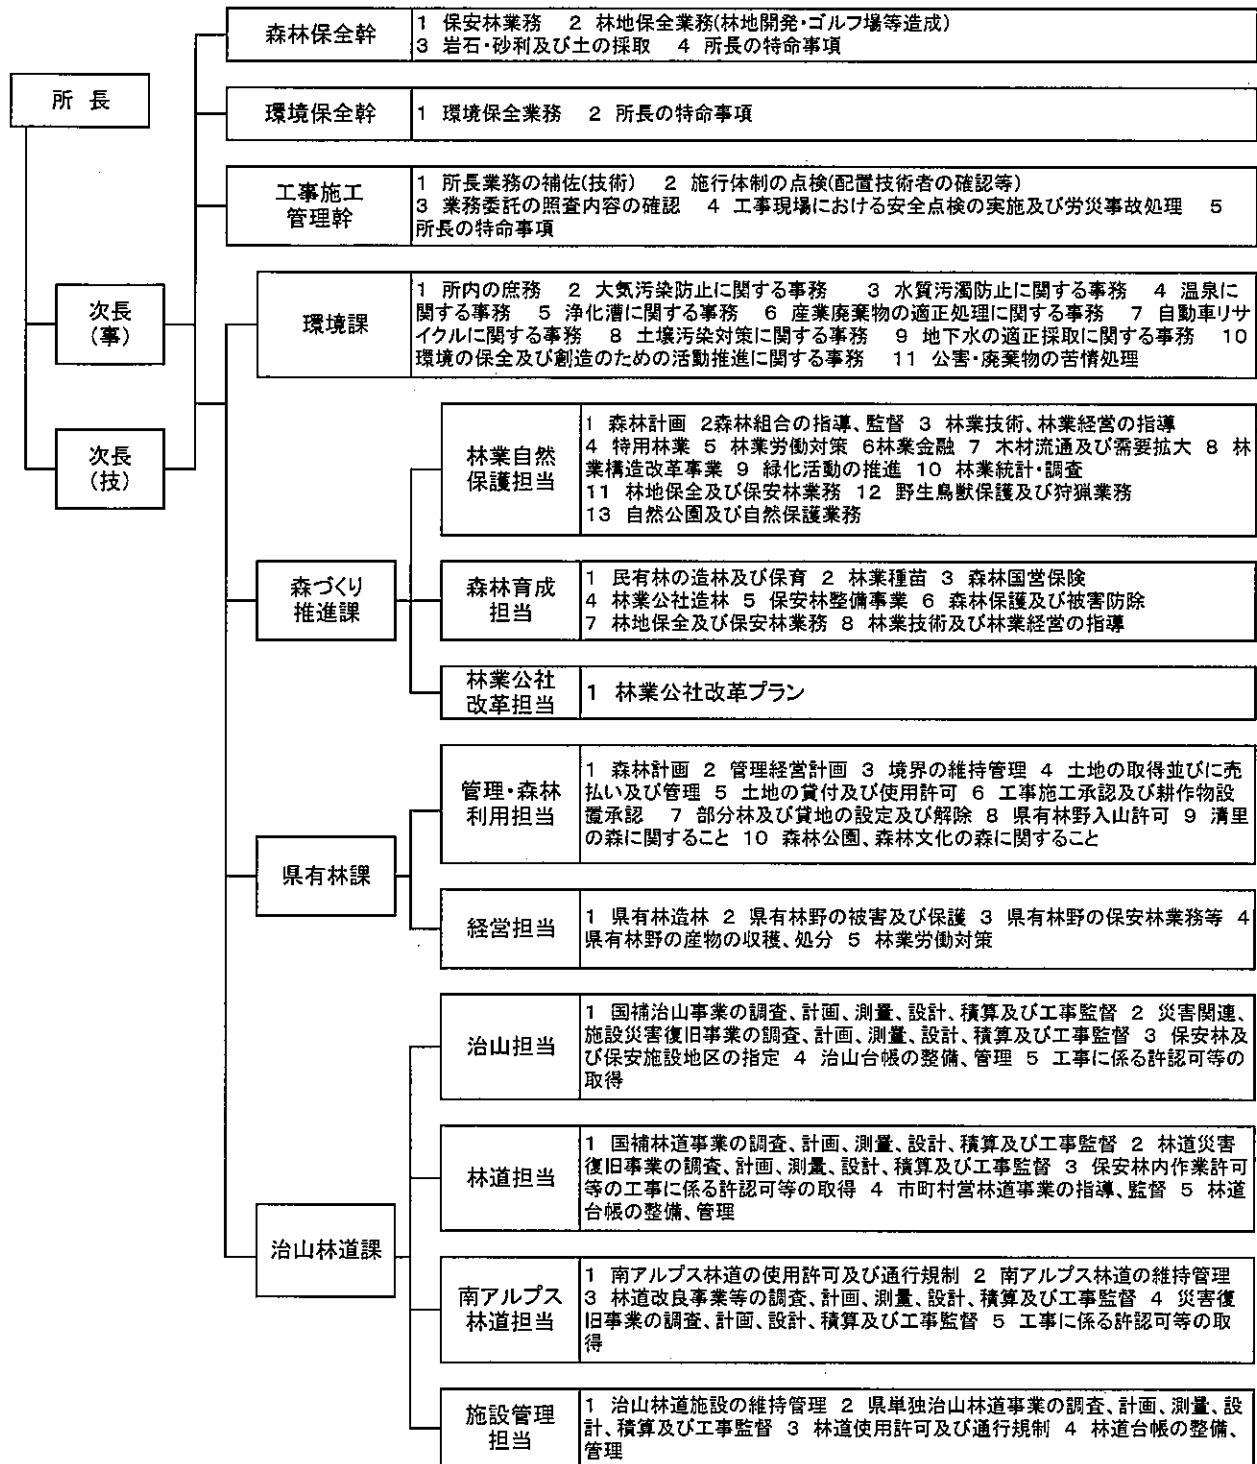 所 長
次長
(事)
次長
(技)
森林保全幹
1 保安林業務 2 林地保全業務(林地開発・ゴルフ場等造成)
3 岩石・砂利及び土の採取 4 所長の特命事項
環境保全幹
1 環境保全業務 2 所長の特命事項
工事施工
管理幹
1 所長業務の補佐(技術) 2 施行体制の点検(配置技術者の確認等)
3 業務委託の照査内容の確認 4 工事現場における安全点検の実施及び労災事故処理 5
所長の特命事項
環境課
1 所内の庶務 2 大気汚染防止に関する事務 3 水質汚濁防止に関する事務 4 温泉に
関する事務 5 浄化漕に関する事務 6 産業廃棄物の適正処理に関する事務 7 自動車リサ
イクルに関する事務 8 土壌汚染対策に関する事務 9 地下水の適正採取に関する事務 10
環境の保全及び創造のための活動推進に関する事務 11 公害・廃棄物の苦情処理
森づくり
推進課
林業自然
保護担当
1 森林計画 2森林組合の指導、監督 3 林業技術、林業経営の指導
4 特用林業 5 林業労働対策 6林業金融 7 木材流通及び需要拡大 8 林
業構造改革事業 9 緑化活動の推進 10 林業統計・調査
11 林地保全及び保安林業務 12 野生鳥獣保護及び狩猟業務
13 自然公園及び自然保護業務
森林育成
担当
1 民有林の造林及び保育 2 林業種苗 3 森林国営保険
4 林業公社造林 5 保安林整備事業 6 森林保護及び被害防除
7 林地保全及び保安林業務 8 林業技術及び林業経営の指導
林業公社
改革担当
1 林業公社改革プラン
県有林課
管理・森林
利用担当
1 森林計画 2 管理経営計画 3 境界の維持管理 4 土地の取得並びに売
払い及び管理 5 土地の貸付及び使用許可 6 工事施工承認及び耕作物設
置承認 7 部分林及び貸地の設定及び解除 8 県有林野入山許可 9 清里
の森に関すること 10 森林公園、森林文化の森に関すること
経営担当
1 県有林造林 2 県有林野の被害及び保護 3 県有林野の保安林業務等 4
県有林野の産物の収穫、処分 5 林業労働対策
治山林道課
治山担当
1 国補治山事業の調査、計画、測量、設計、積算及び工事監督 2 災害関連、
施設災害復旧事業の調査、計画、測量、設計、積算及び工事監督 3 保安林及
び保安施設地区の指定 4 治山台帳の整備、管理 5 工事に係る許認可等の
取得
林道担当
1 国補林道事業の調査、計画、測量、設計、積算及び工事監督 2 林道災害
復旧事業の調査、計画、測量、設計、積算及び工事監督 3 保安林内作業許可
等の工事に係る許認可等の取得 4 市町村営林道事業の指導、監督 5 林道
台帳の整備、管理
南アルプス
林道担当
1 南アルプス林道の使用許可及び通行規制 2 南アルプス林道の維持管理
3 林道改良事業等の調査、計画、測量、設計、積算及び工事監督 4 災害復
旧事業の調査、計画、設計、積算及び工事監督 5 工事に係る許認可等の取
得
施設管理
担当
1 治山林道施設の維持管理 2 県単独治山林道事業の調査、計画、測量、設
計、積算及び工事監督 3 林道使用許可及び通行規制 4 林道台帳の整備、
管理